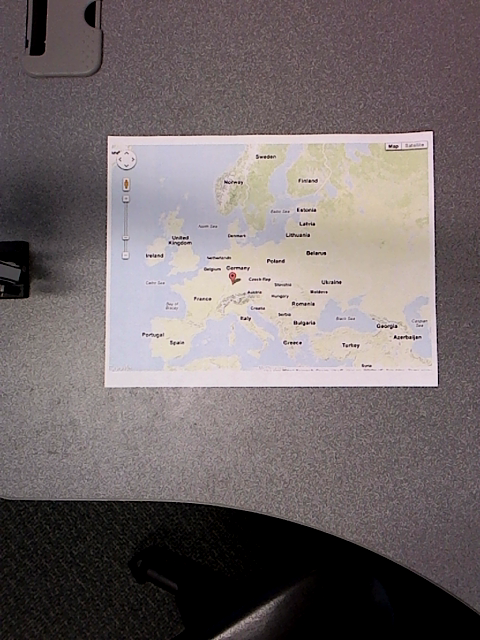 Map Satellite
Sweden
Norway
Finland
Estonia
Baltic Sea
Latvia
North Sea
Denmark
Lithuania
United
Kingdom
Ireland
Netherlands
Belarus
Poland
Belgium
Germany
Celtic Sea
Czech Rep
Ukraine
Slovakia
Austria
Moldova
Hungary
France
Bay of
Biscay
Romania
Croatia
Serbia
Italy
Black Sea
Bulgaria
Georgia
Caspian
Sea
Portugal
Azerbaijan
Spain
Greece
Turkey
Syria